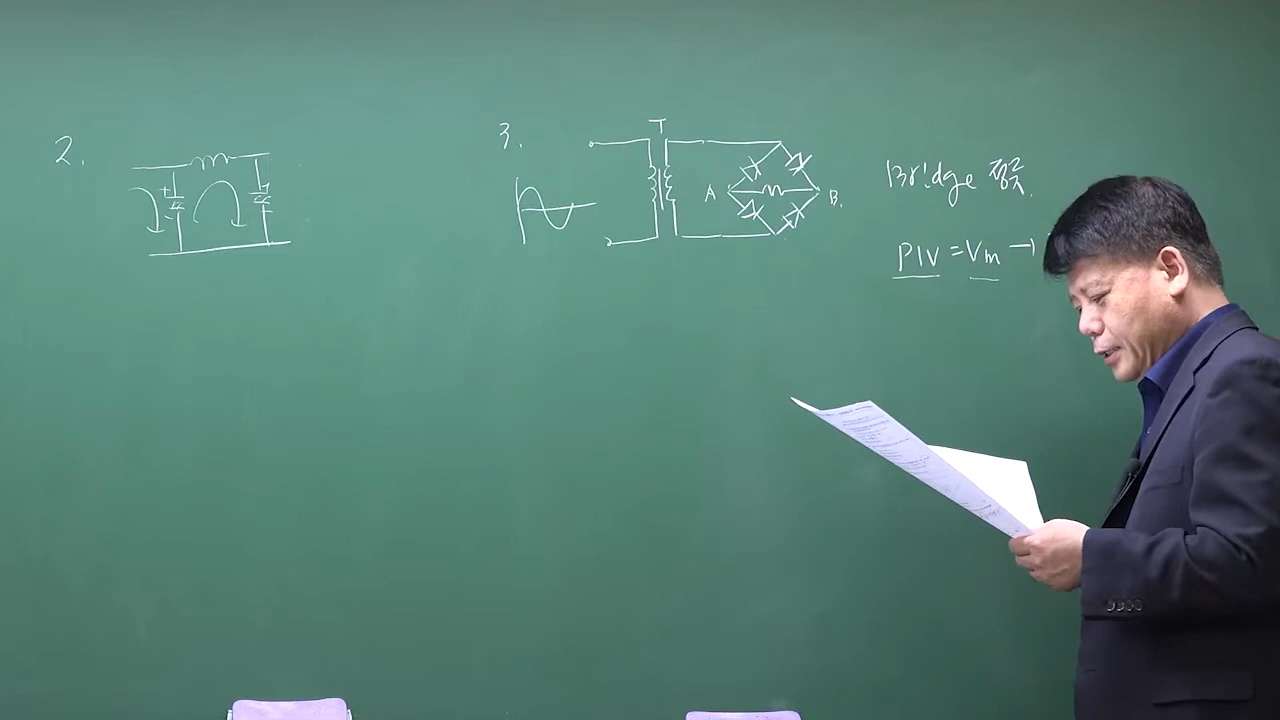 2.
3.
T
A
B.
Bridge 정류
PIV = Vm →